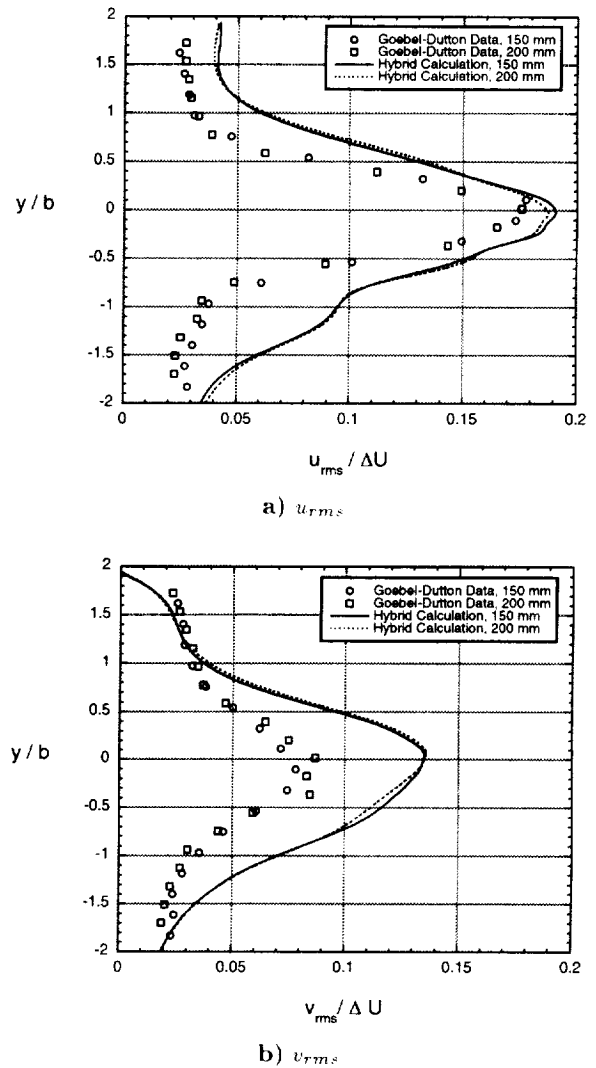 2
1.5
1
0.5
0
-0.5
-1
-1.5
-2
y / b
Goebel-Dutton Data, 150 mm
Goebel-Dutton Data, 200 mm
Hybrid Calculation, 150 mm
Hybrid Calculation, 200 mm
0 0.05 0.1 0.15 0.2
u_rms / ΔU
a) u_rms
2
1.5
1
0.5
0
-0.5
-1
-1.5
-2
y / b
Goebel-Dutton Data, 150 mm
Goebel-Dutton Data, 200 mm
Hybrid Calculation, 150 mm
Hybrid Calculation, 200 mm
0 0.05 0.1 0.15 0.2
v_rms / Δ U
b) v_rms